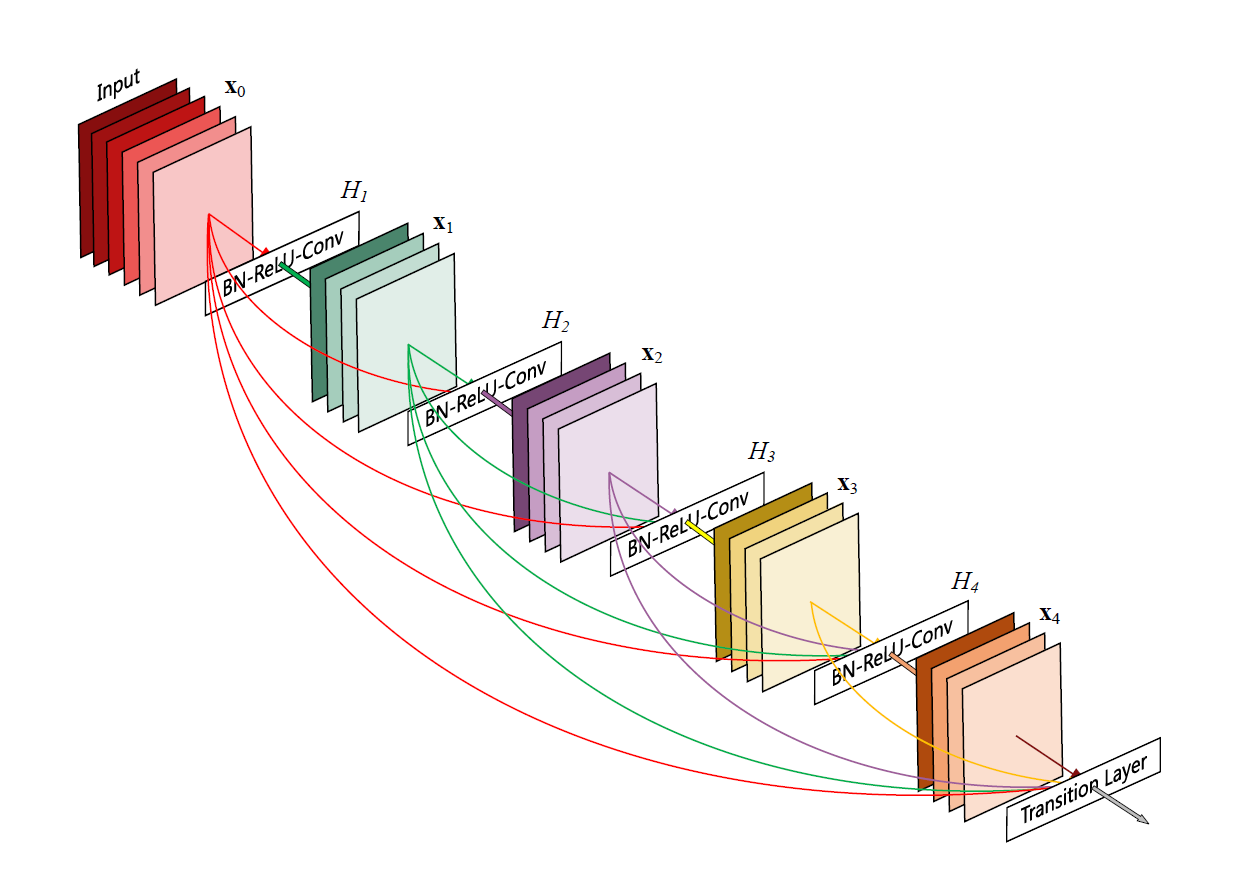 Input
x0
H1
BN-ReLU-Conv
x1
H2
BN-ReLU-Conv
x2
H3
BN-ReLU-Conv
x3
H4
BN-ReLU-Conv
x4
Transition Layer